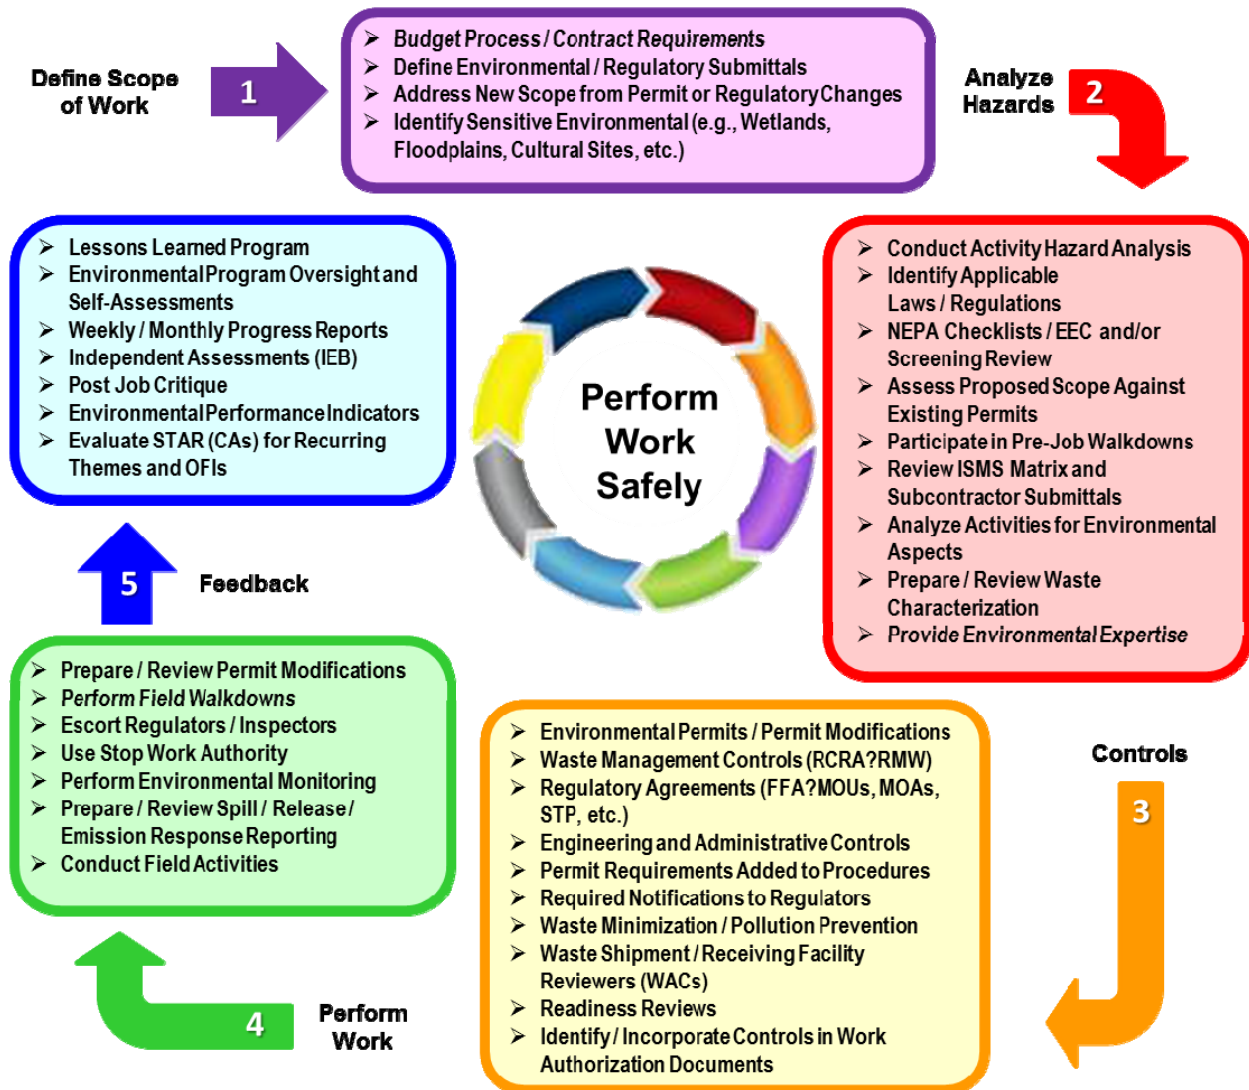 Define Scope
of Work
1
➢ Budget Process / Contract Requirements
➢ Define Environmental / Regulatory Submittals
➢ Address New Scope from Permit or Regulatory Changes
➢ Identify Sensitive Environmental (e.g., Wetlands,
Floodplains, Cultural Sites, etc.)
Analyze
Hazards
2
➢ Conduct Activity Hazard Analysis
➢ Identify Applicable
Laws / Regulations
➢ NEPA Checklists / EEC and/or
Screening Review
➢ Assess Proposed Scope Against
Existing Permits
➢ Participate in Pre-Job Walkdowns
➢ Review ISMS Matrix and
Subcontractor Submittals
➢ Analyze Activities for Environmental
Aspects
➢ Prepare / Review Waste
Characterization
➢ Provide Environmental Expertise
Controls
3
➢ Environmental Permits / Permit Modifications
➢ Waste Management Controls (RCRA?RMW)
➢ Regulatory Agreements (FFA?MOUs, MOAs,
STP, etc.)
➢ Engineering and Administrative Controls
➢ Permit Requirements Added to Procedures
➢ Required Notifications to Regulators
➢ Waste Minimization / Pollution Prevention
➢ Waste Shipment / Receiving Facility
Reviewers (WACs)
➢ Readiness Reviews
➢ Identify / Incorporate Controls in Work
Authorization Documents
Perform
Work
4
➢ Prepare / Review Permit Modifications
➢ Perform Field Walkdowns
➢ Escort Regulators / Inspectors
➢ Use Stop Work Authority
➢ Perform Environmental Monitoring
➢ Prepare / Review Spill / Release /
Emission Response Reporting
➢ Conduct Field Activities
5
Feedback
➢ Lessons Learned Program
➢ Environmental Program Oversight and
Self-Assessments
➢ Weekly / Monthly Progress Reports
➢ Independent Assessments (IEB)
➢ Post Job Critique
➢ Environmental Performance Indicators
➢ Evaluate STAR (CAs) for Recurring
Themes and OFIs
Perform
Work
Safely